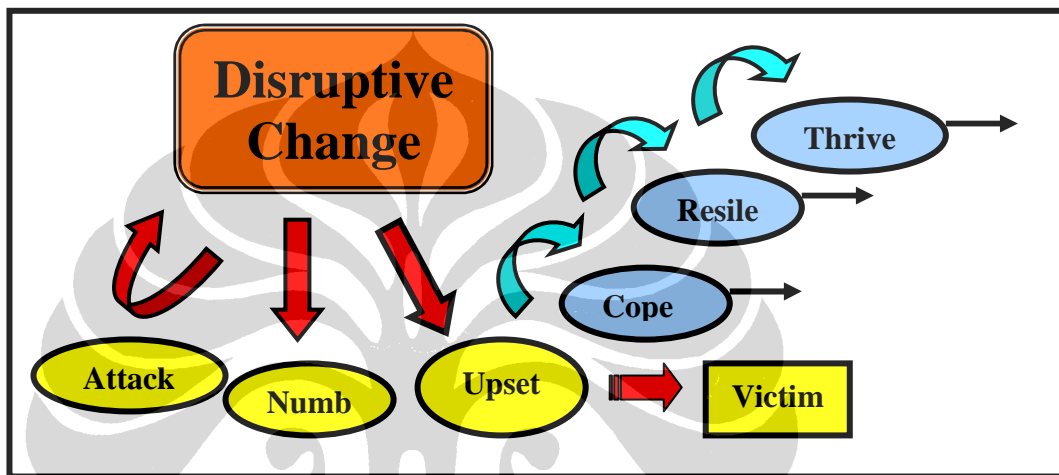 Disruptive
Change
Thrive
Resile
Cope
Attack
Numb
Upset
Victim